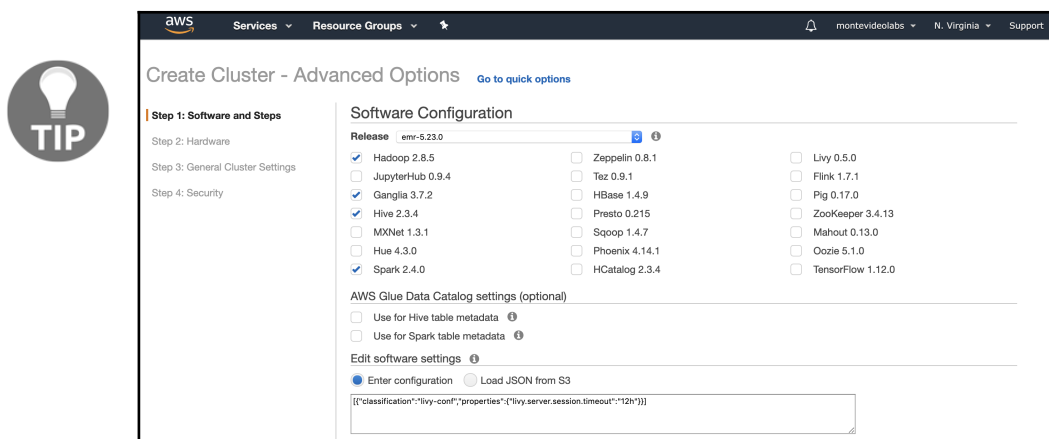 TIP
aws Services Resource Groups montevideolabs N. Virginia Support
Create Cluster - Advanced Options Go to quick options
Step 1: Software and Steps
Step 2: Hardware
Step 3: General Cluster Settings
Step 4: Security
Software Configuration
Release emr-5.23.0
Hadoop 2.8.5 Zeppelin 0.8.1 Livy 0.5.0
JupyterHub 0.9.4 Tez 0.9.1 Flink 1.7.1
Ganglia 3.7.2 HBase 1.4.9 Pig 0.17.0
Hive 2.3.4 Presto 0.215 ZooKeeper 3.4.13
MXNet 1.3.1 Sqoop 1.4.7 Mahout 0.13.0
Hue 4.3.0 Phoenix 4.14.1 Oozie 5.1.0
Spark 2.4.0 HCatalog 2.3.4 TensorFlow 1.12.0
AWS Glue Data Catalog settings (optional)
Use for Hive table metadata
Use for Spark table metadata
Edit software settings
Enter configuration Load JSON from S3
[{"classification":"livy-conf","properties":{"livy.server.session.timeout":"12h"}}]